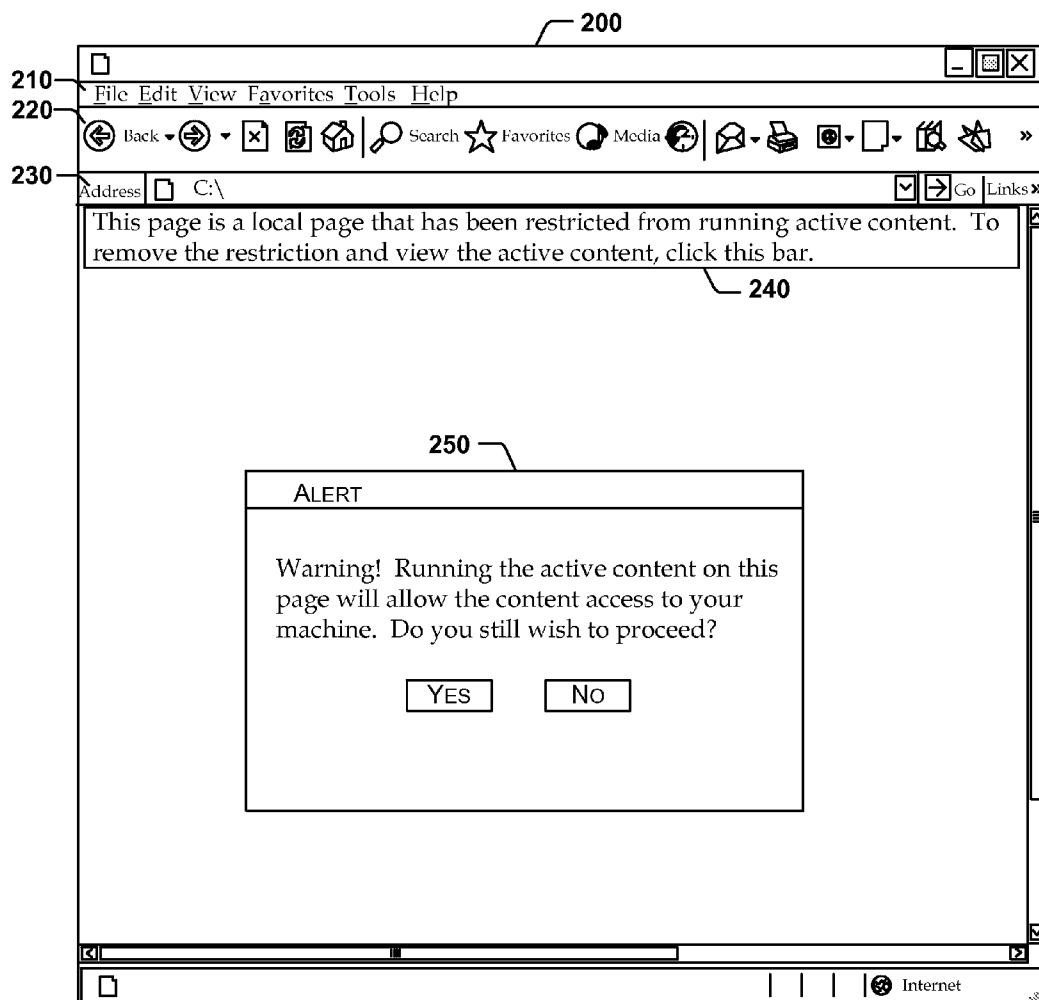 200
210
File Edit View Favorites Tools Help
220
Back Search Favorites Media »
230
Address C:\ Go Links »
This page is a local page that has been restricted from running active content. To
remove the restriction and view the active content, click this bar.
240
250
ALERT
Warning! Running the active content on this
page will allow the content access to your
machine. Do you still wish to proceed?
YES NO
Internet